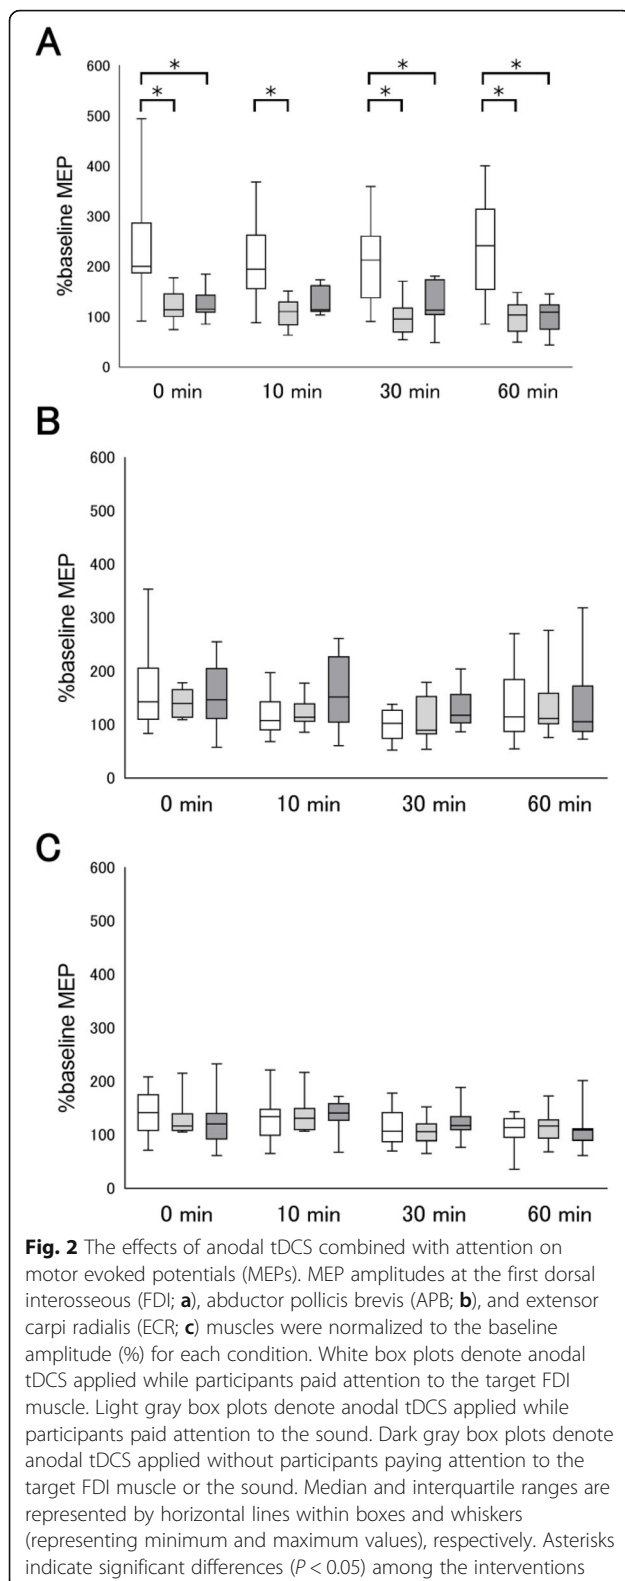 A
600
500
400
300
200
100
0
%baseline MEP
* * * * * * *
0 min 10 min 30 min 60 min
B
600
500
400
300
200
100
0
%baseline MEP
0 min 10 min 30 min 60 min
C
600
500
400
300
200
100
0
%baseline MEP
0 min 10 min 30 min 60 min
Fig. 2 The effects of anodal tDCS combined with attention on
motor evoked potentials (MEPs). MEP amplitudes at the first dorsal
interosseous (FDI; a), abductor pollicis brevis (APB; b), and extensor
carpi radialis (ECR; c) muscles were normalized to the baseline
amplitude (%) for each condition. White box plots denote anodal
tDCS applied while participants paid attention to the target FDI
muscle. Light gray box plots denote anodal tDCS applied while
participants paid attention to the sound. Dark gray box plots denote
anodal tDCS applied without participants paying attention to the
target FDI muscle or the sound. Median and interquartile ranges are
represented by horizontal lines within boxes and whiskers
(representing minimum and maximum values), respectively. Asterisks
indicate significant differences (P < 0.05) among the interventions